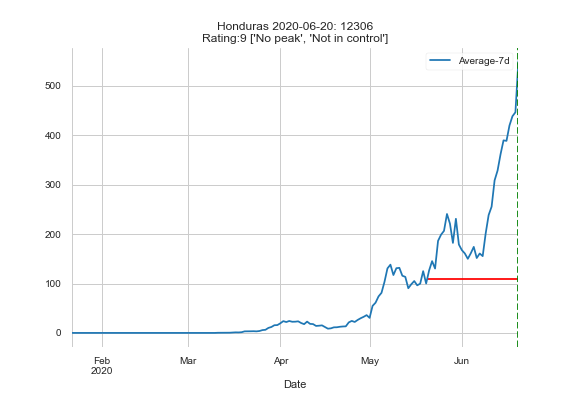 Honduras 2020-06-20: 12306
Rating:9 ['No peak', 'Not in control']
Average-7d
500
400
300
200
100
0
Feb
2020
Mar
Apr
May
Jun
Date